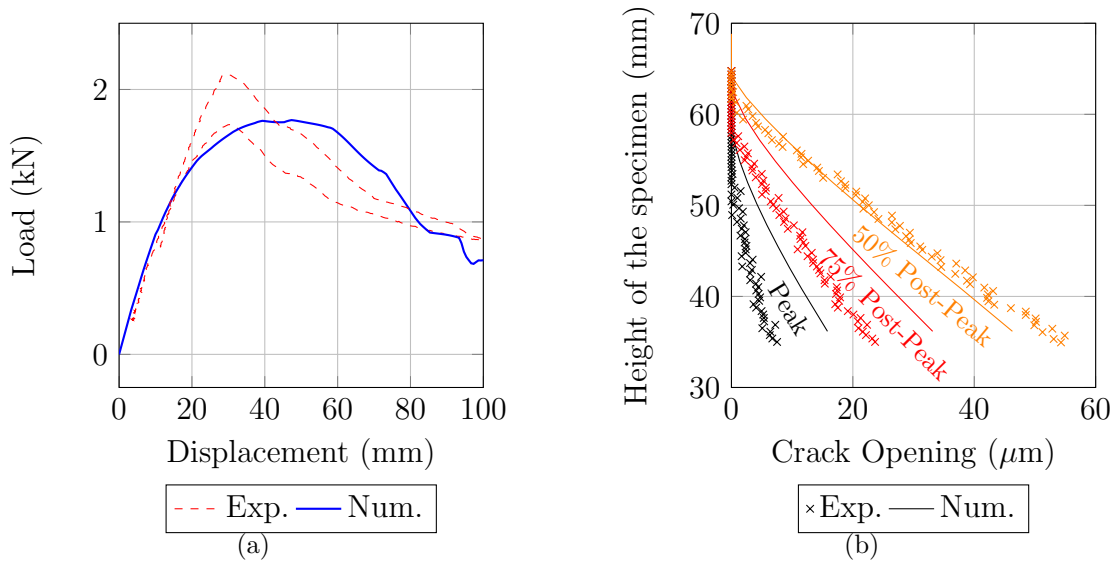 Load (kN)
2
1
0
0 20 40 60 80 100
Displacement (mm)
Exp. Num.
(a)
Height of the specimen (mm)
70
60
50
40
30
50% Post-Peak
75% Post-Peak
Peak
0 20 40 60
Crack Opening (μm)
Exp. Num.
(b)